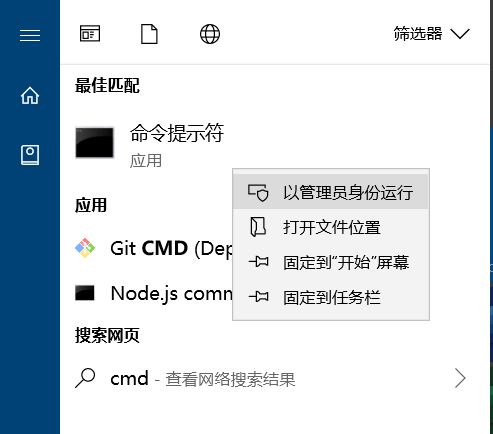 筛选器
最佳匹配
命令提示符
应用
以管理员身份运行
应用
打开文件位置
Git CMD (Dep
固定到“开始”屏幕
Node.js comm
固定到任务栏
搜索网页
cmd - 查看网络搜索结果